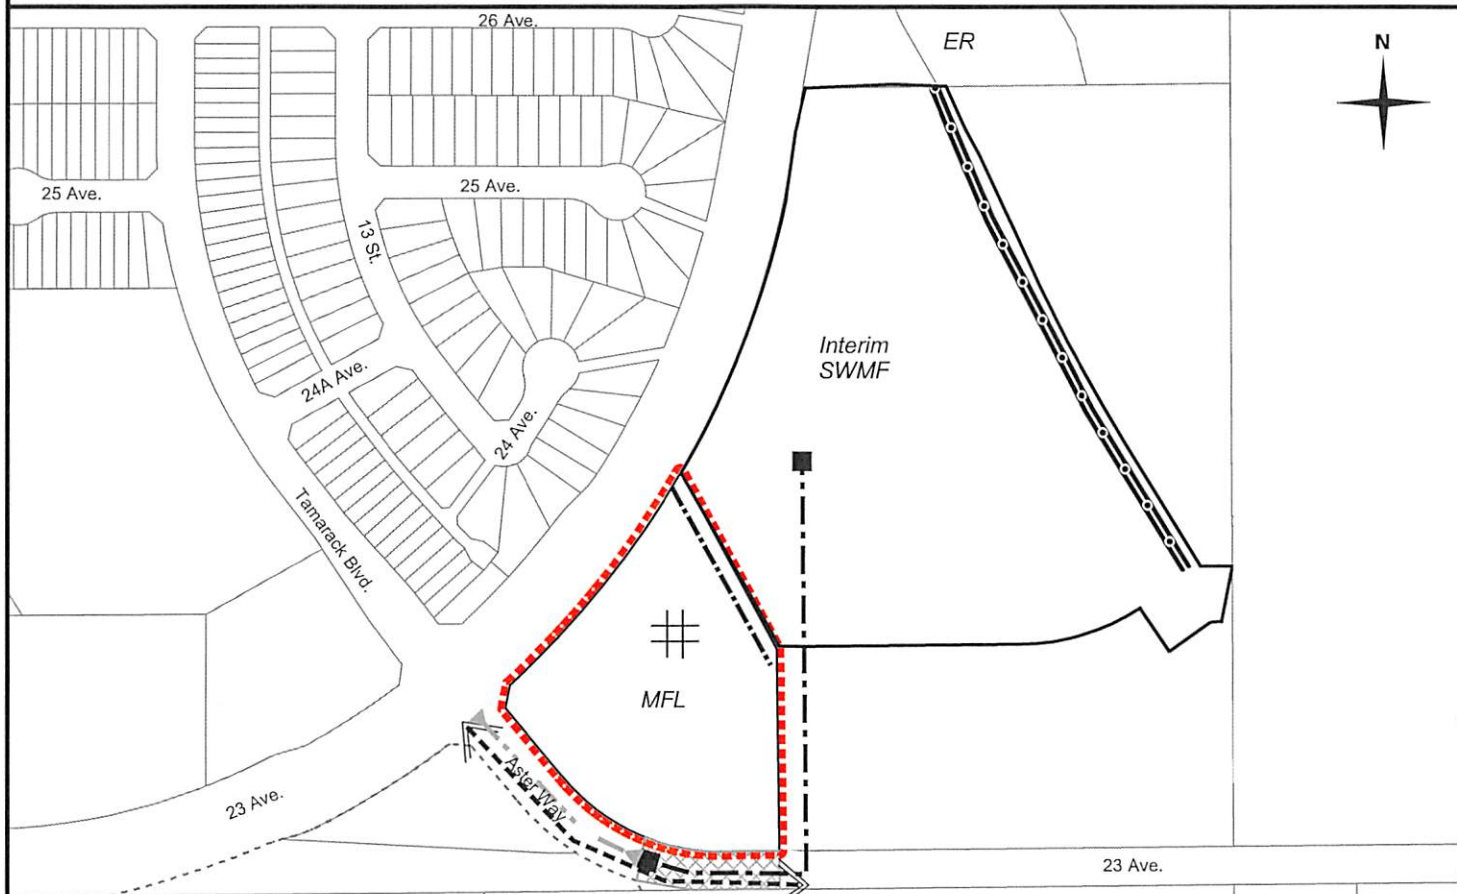 26 Ave.
ER
N
25 Ave.
25 Ave.
13 St.
Interim
SWMF
24A Ave.
24 Ave.
Tamarack Blvd.
MFL
Aster Way
23 Ave.
23 Ave.